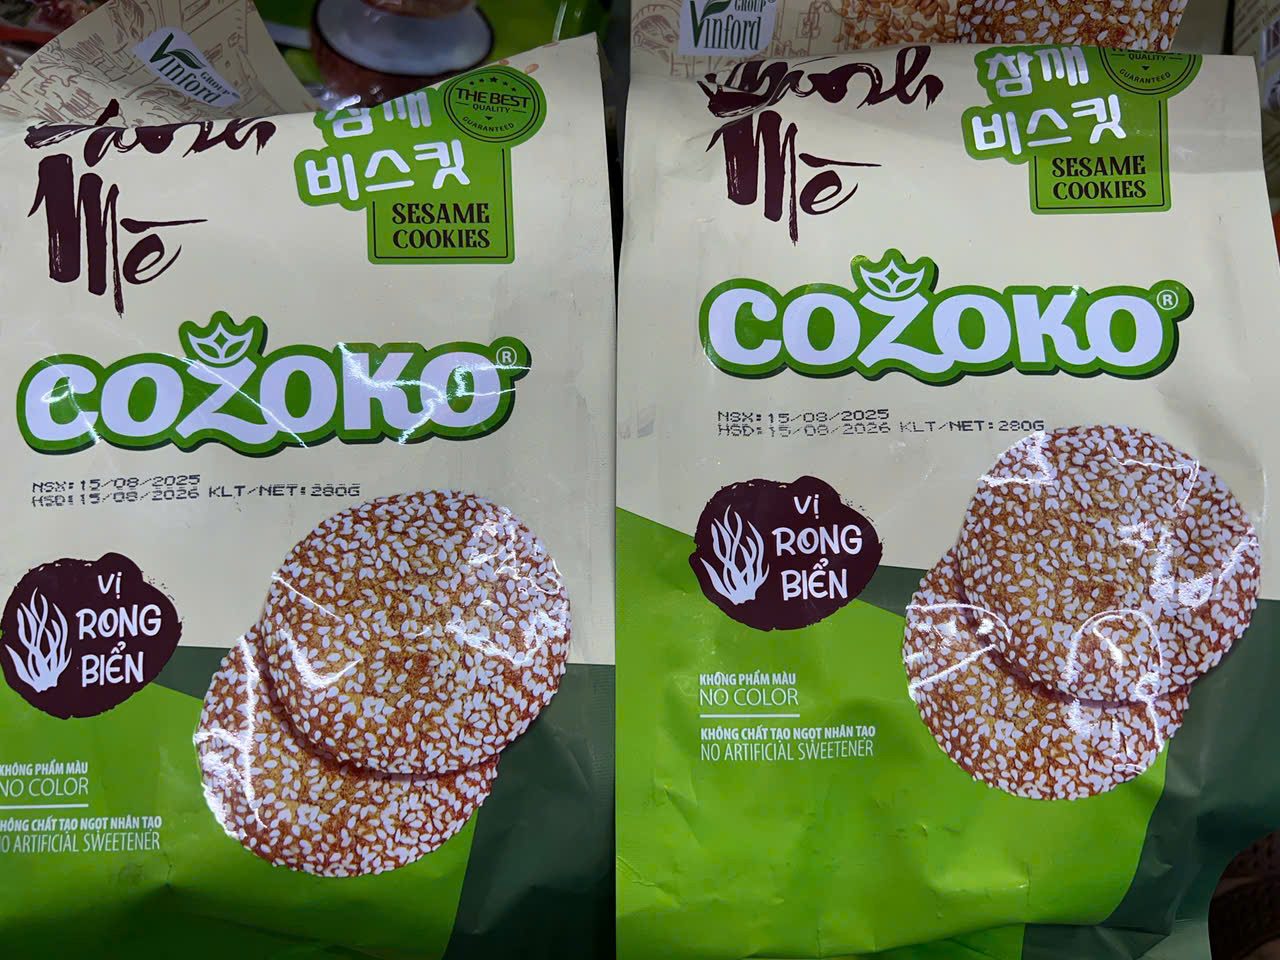 Vinford
GROUP
Bánh
Mè
참깨
비스킷
THE BEST
QUALITY
GUARANTEED
SESAME
COOKIES
COZOKO®
NSX:15/08/2025
HSD:15/08/2026 KLT/NET:280G
Vị
RONG
BIỂN
KHÔNG PHẨM MÀU
NO COLOR
KHÔNG CHẤT TẠO NGỌT NHÂN TẠO
NO ARTIFICIAL SWEETENER
Vinford
GROUP
Bánh
Mè
참깨
비스킷
QUALITY
GUARANTEED
SESAME
COOKIES
COZOKO®
NSX:15/08/2025
HSD:15/08/2026 KLT/NET:280G
Vị
RONG
BIỂN
KHÔNG PHẨM MÀU
NO COLOR
KHÔNG CHẤT TẠO NGỌT NHÂN TẠO
NO ARTIFICIAL SWEETENER